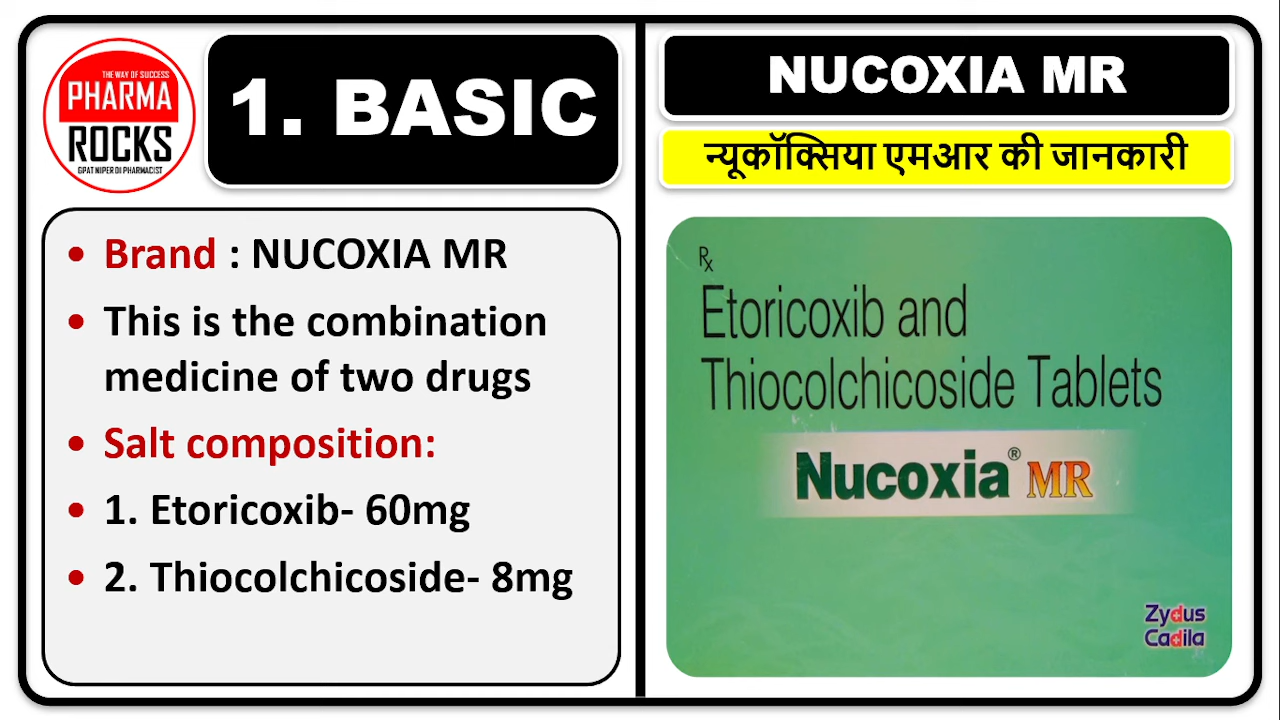 THE WAY OF SUCCESS
PHARMA
ROCKS
GPAT NIPER DI PHARMACIST
1. BASIC
• Brand : NUCOXIA MR
• This is the combination
medicine of two drugs
• Salt composition:
• 1. Etoricoxib- 60mg
• 2. Thiocolchicoside- 8mg
NUCOXIA MR
न्यूकॉक्सिया एमआर की जानकारी
Rx
Etoricoxib and
Thiocolchicoside Tablets
Nucoxia® MR
Zydus
Cadila